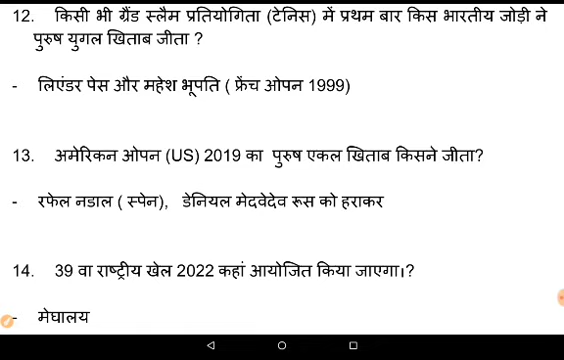 12. किसी भी ग्रैंड स्लैम प्रतियोगिता (टेनिस) में प्रथम बार किस भारतीय जोड़ी ने
पुरुष युगल खिताब जीता ?
- लिएंडर पेस और महेश भूपति ( फ्रेंच ओपन 1999)
13. अमेरिकन ओपन (US) 2019 का पुरुष एकल खिताब किसने जीता?
- रफेल नडाल ( स्पेन), डेनियल मेदवेदेव रूस को हराकर
14. 39 वा राष्ट्रीय खेल 2022 कहां आयोजित किया जाएगा।?
- मेघालय